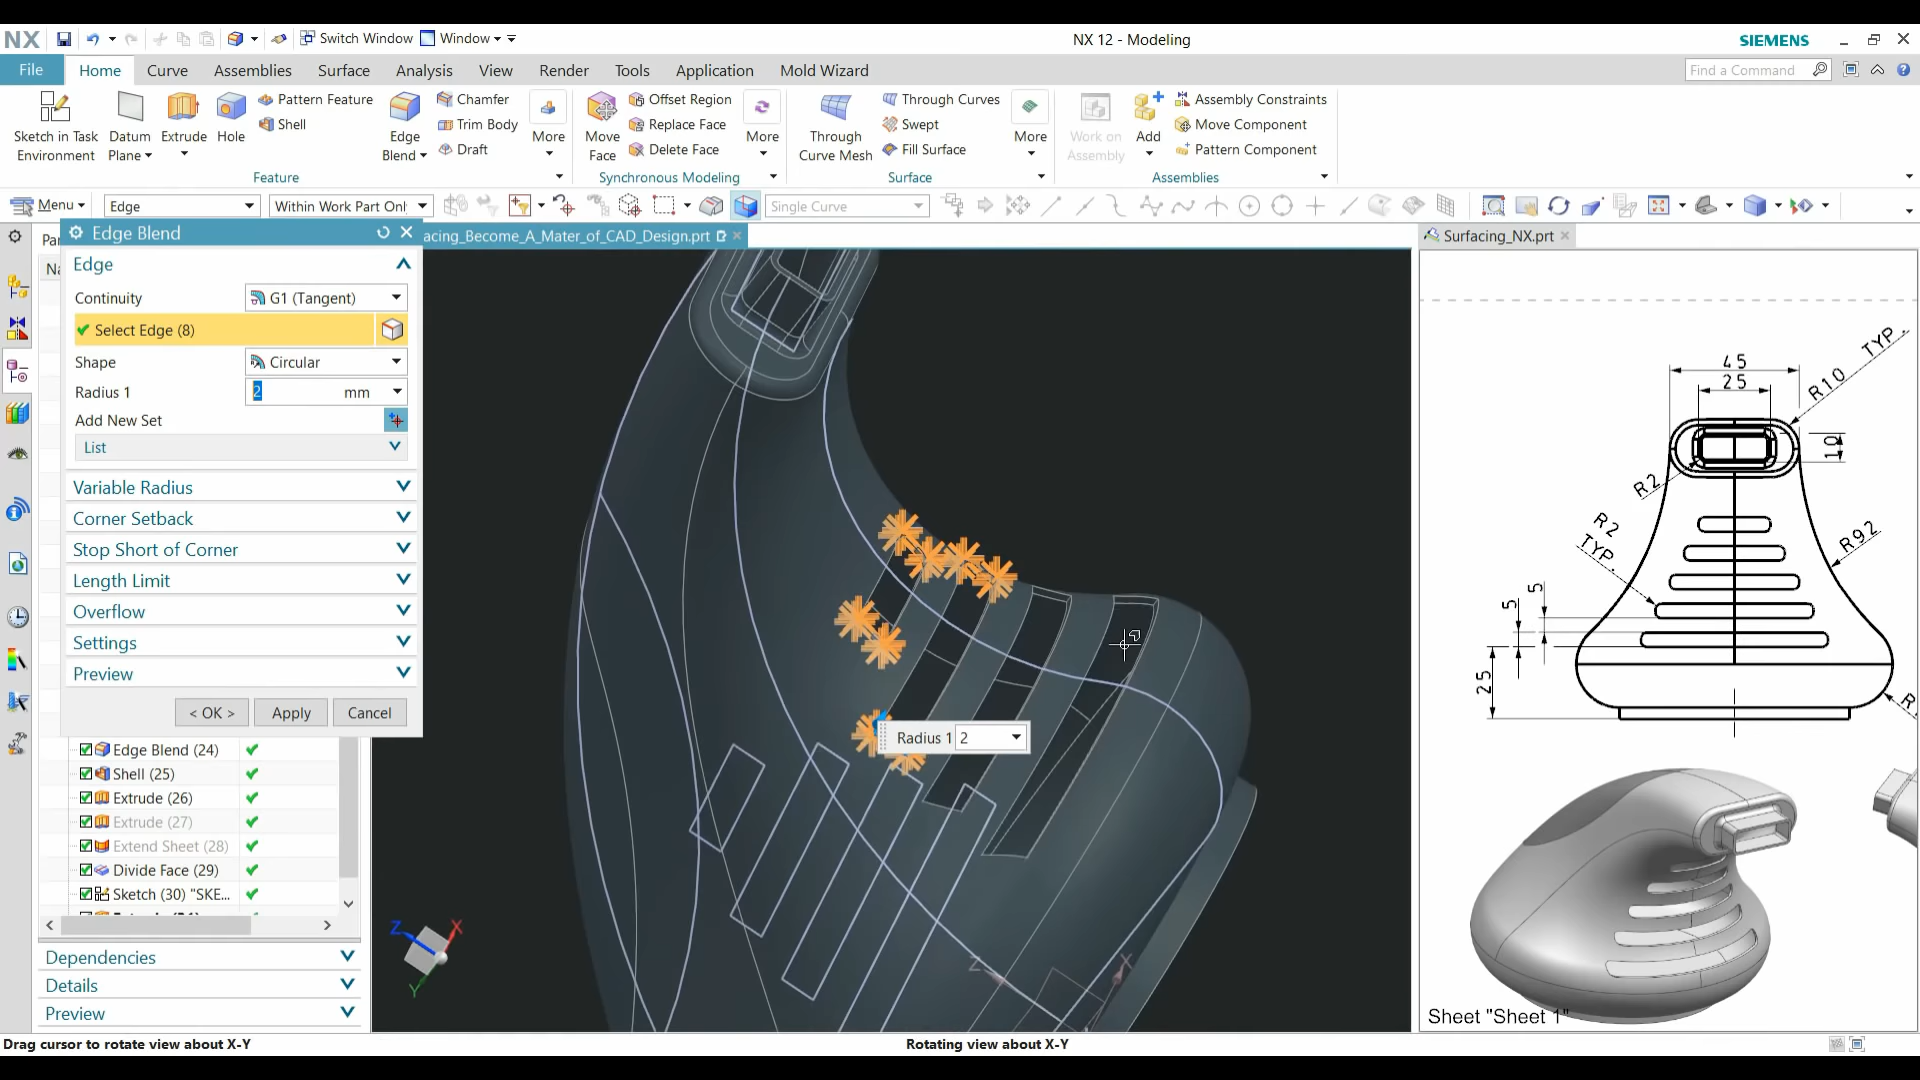 NX Switch Window Window NX 12 - Modeling SIEMENS
File Home Curve Assemblies Surface Analysis View Render Tools Application Mold Wizard Find a Command
Sketch in Task Environment
Datum Plane
Extrude
Hole
Pattern Feature
Shell
Edge Blend
Chamfer
Trim Body
Draft
More
Feature
Move Face
Offset Region
Replace Face
Delete Face
More
Synchronous Modeling
Through Curve Mesh
Through Curves
Swept
Fill Surface
More
Surface
Work on Assembly
Add
Assembly Constraints
Move Component
Pattern Component
Assemblies
Menu Edge Within Work Part Onl Single Curve
Edge Blend
acing_Become_A_Mater_of_CAD_Design.prt
Surfacing_NX.prt
Edge
Continuity G1 (Tangent)
Select Edge (8)
Shape Circular
Radius 1 2 mm
Add New Set
List
Variable Radius
Corner Setback
Stop Short of Corner
Length Limit
Overflow
Settings
Preview
< OK > Apply Cancel
Edge Blend (24)
Shell (25)
Extrude (26)
Extrude (27)
Extend Sheet (28)
Divide Face (29)
Sketch (30) "SKE...
Dependencies
Details
Preview
Radius 1 2
Z X Y
Z X
45
25
TYP.
R10
10
R2
R2
TYP.
R92
5
5
25
Sheet "Sheet 1"
Drag cursor to rotate view about X-Y
Rotating view about X-Y